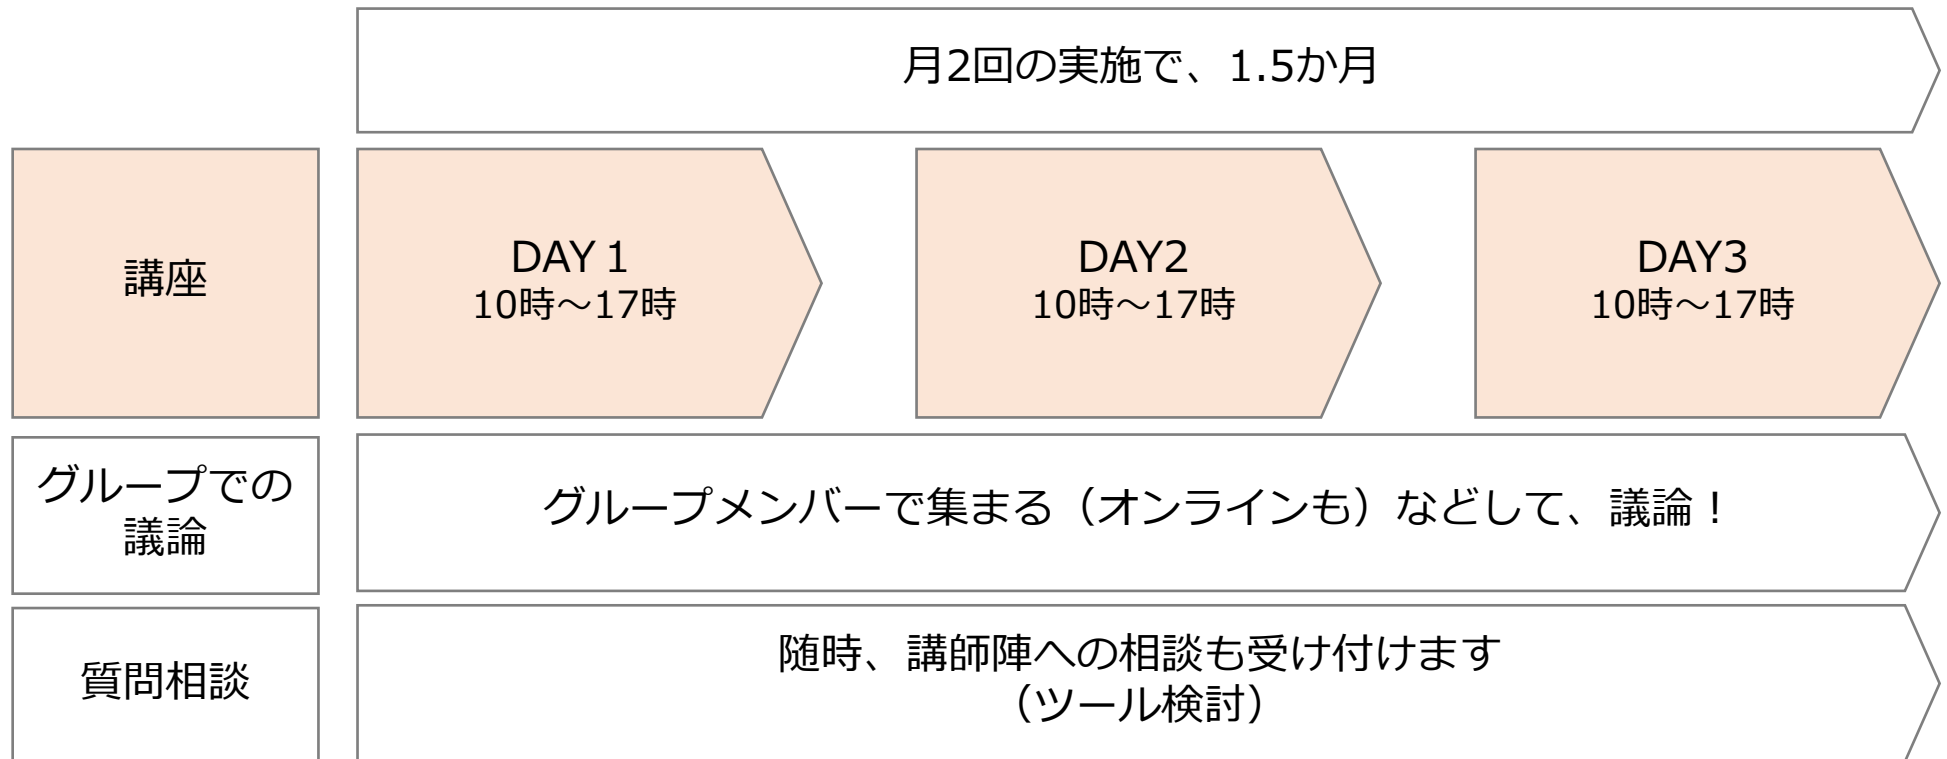 月2回の実施で、1.5か月
講座
DAY１
10時～17時
DAY2
10時～17時
DAY3
10時～17時
グループでの
議論
グループメンバーで集まる（オンラインも）などして、議論！
質問相談
随時、講師陣への相談も受け付けます
（ツール検討）